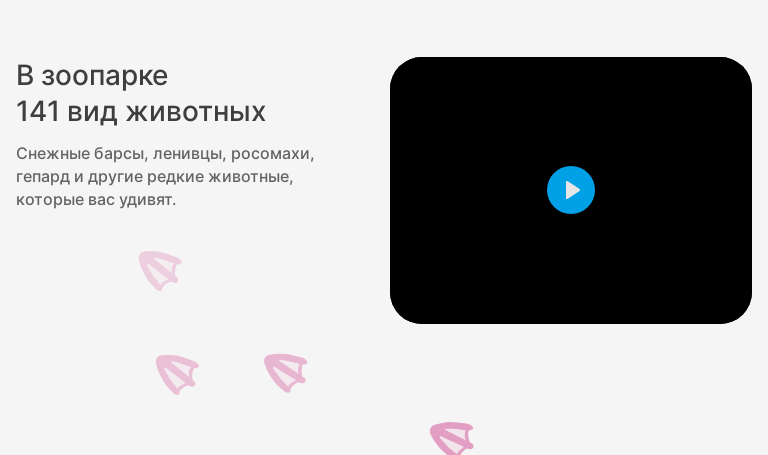 В зоопарке
141 вид животных
Снежные барсы, ленивцы, росомахи,
гепард и другие редкие животные,
которые вас удивят.